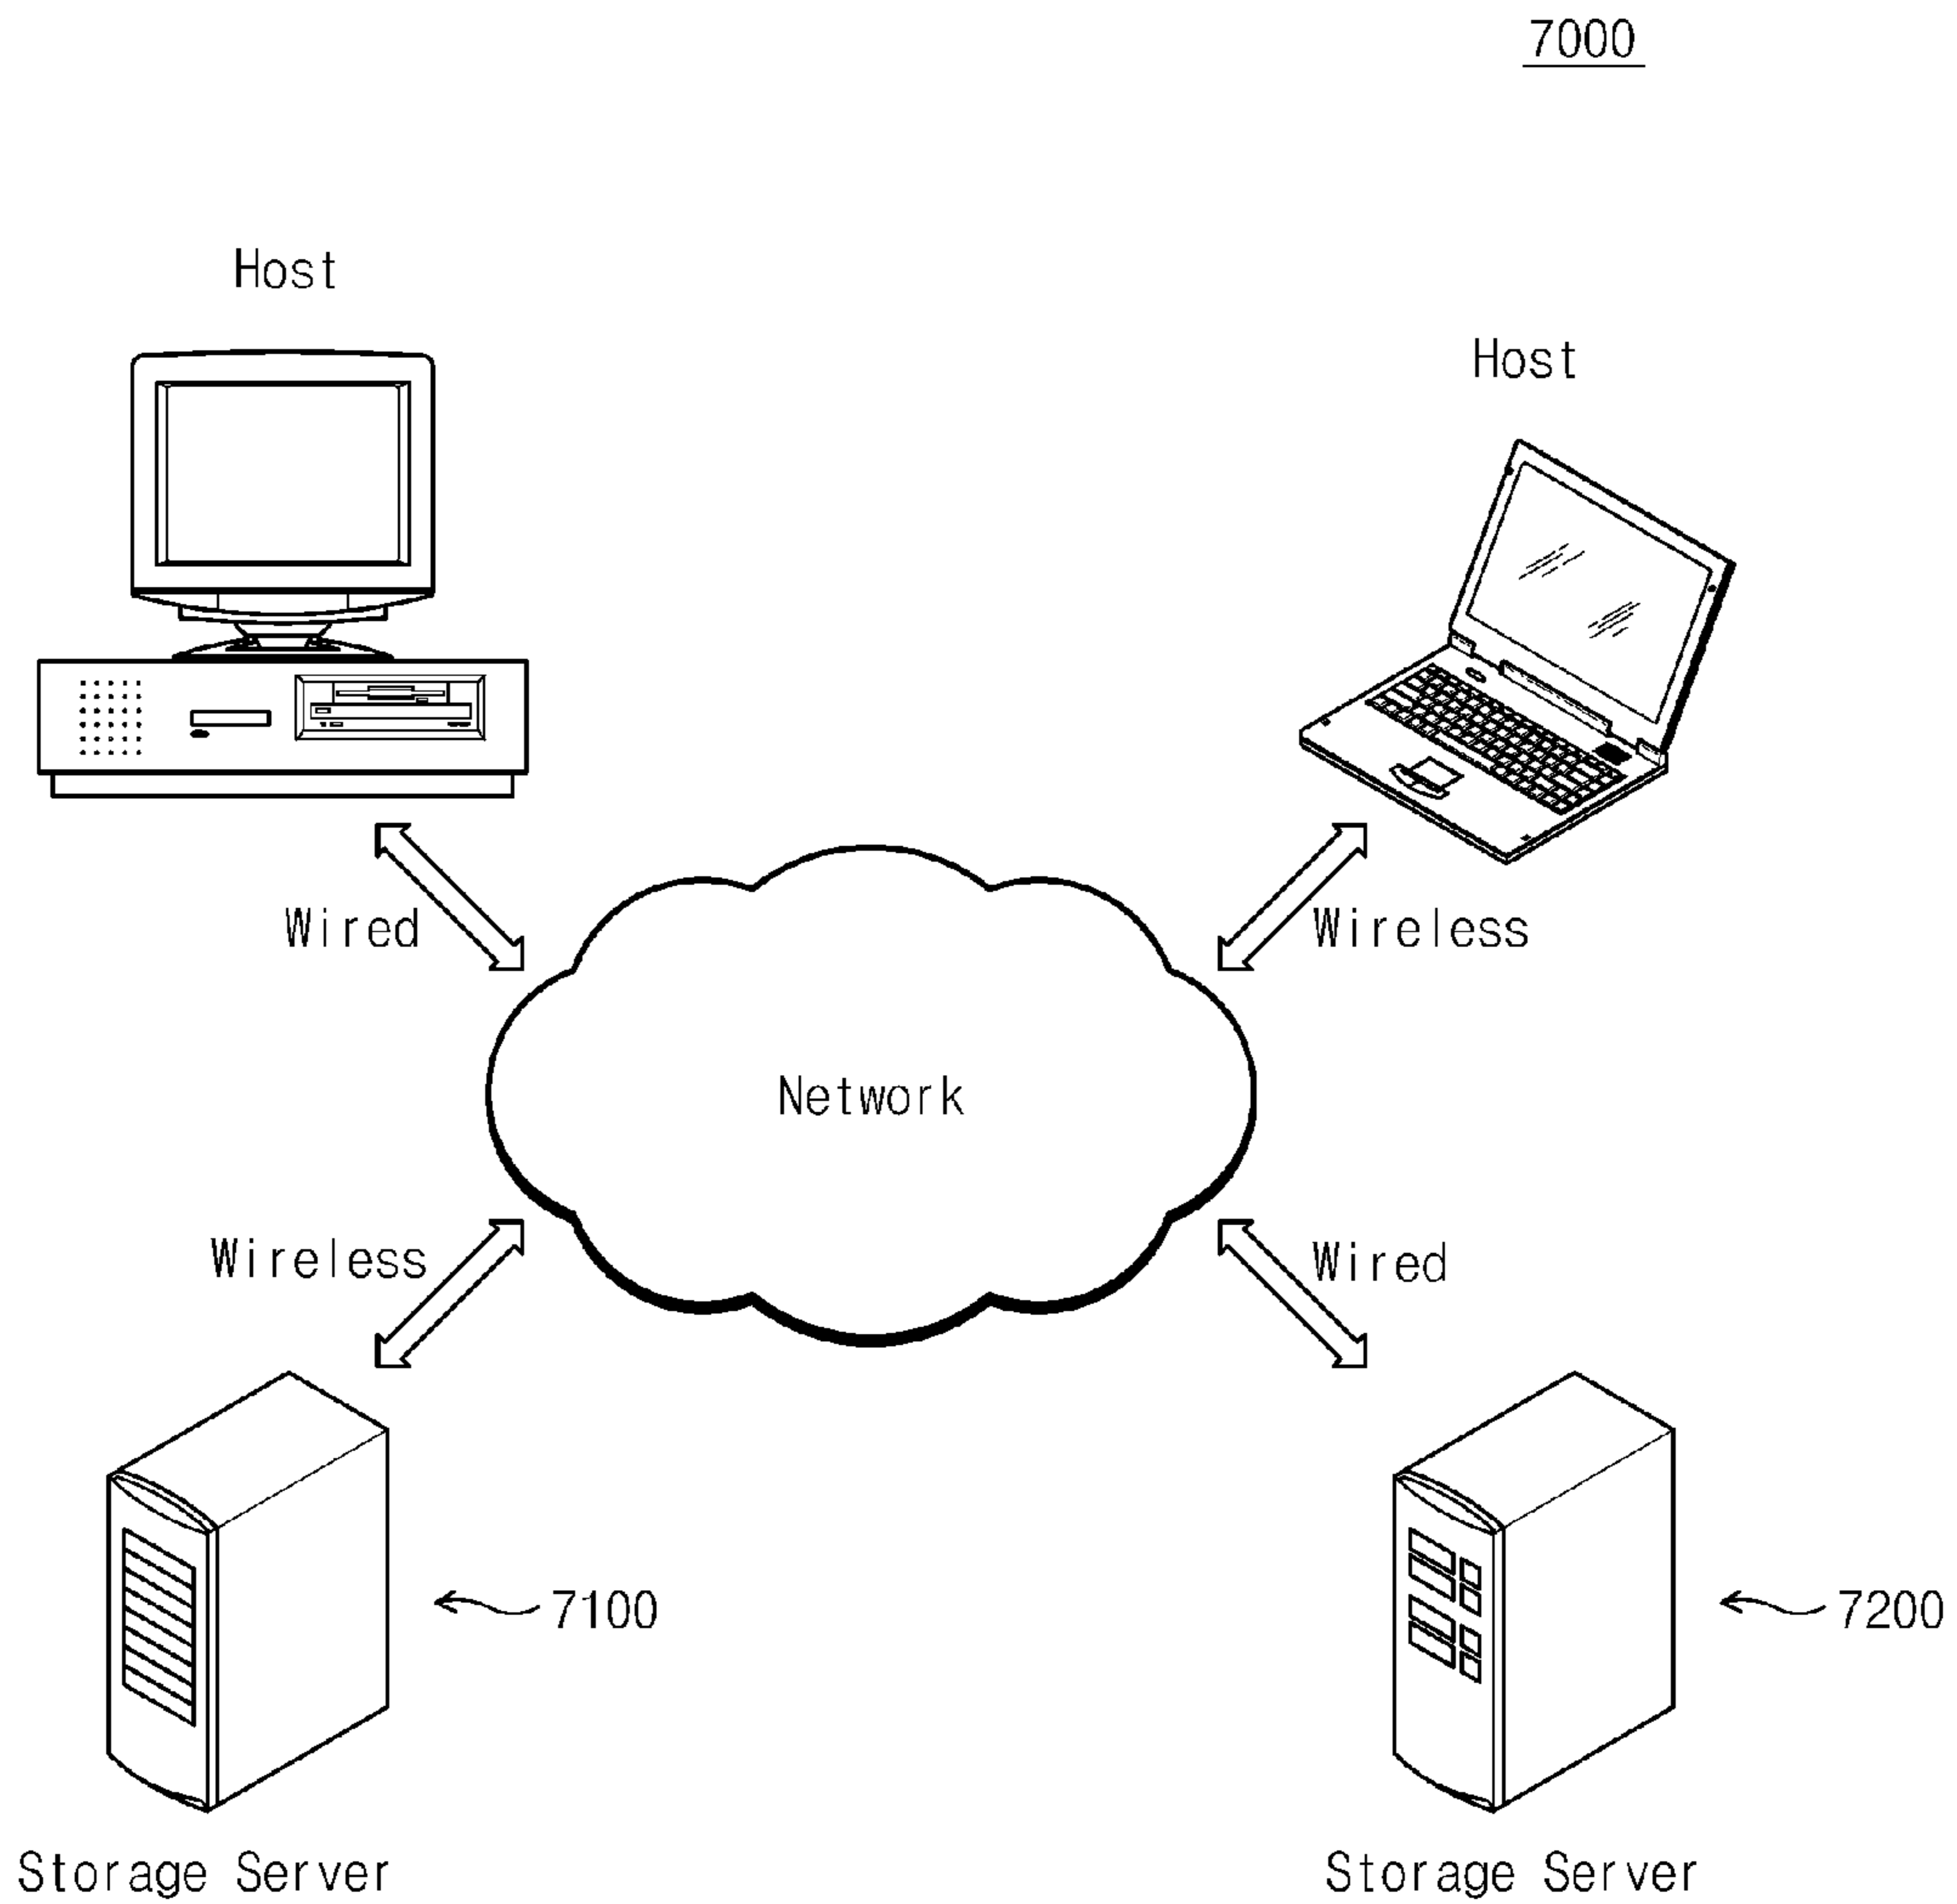 7000
Host
Host
Wired
Wireless
Network
Wireless
Wired
7100
7200
Storage Server
Storage Server